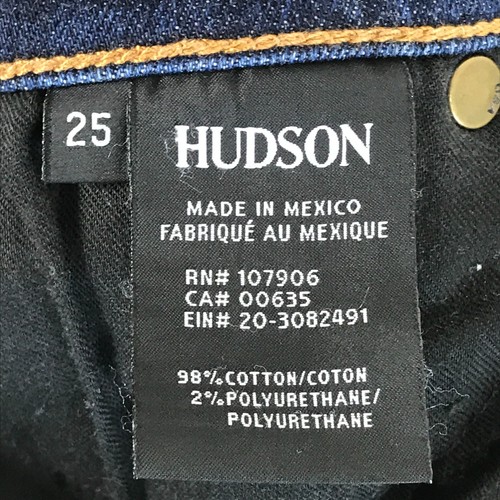 25
HUDSON
MADE IN MEXICO
FABRIQUÉ AU MEXIQUE
RN# 107906
CA# 00635
EIN# 20-3082491
98%COTTON/COTON
2%POLYURETHANE/
POLYURETHANE